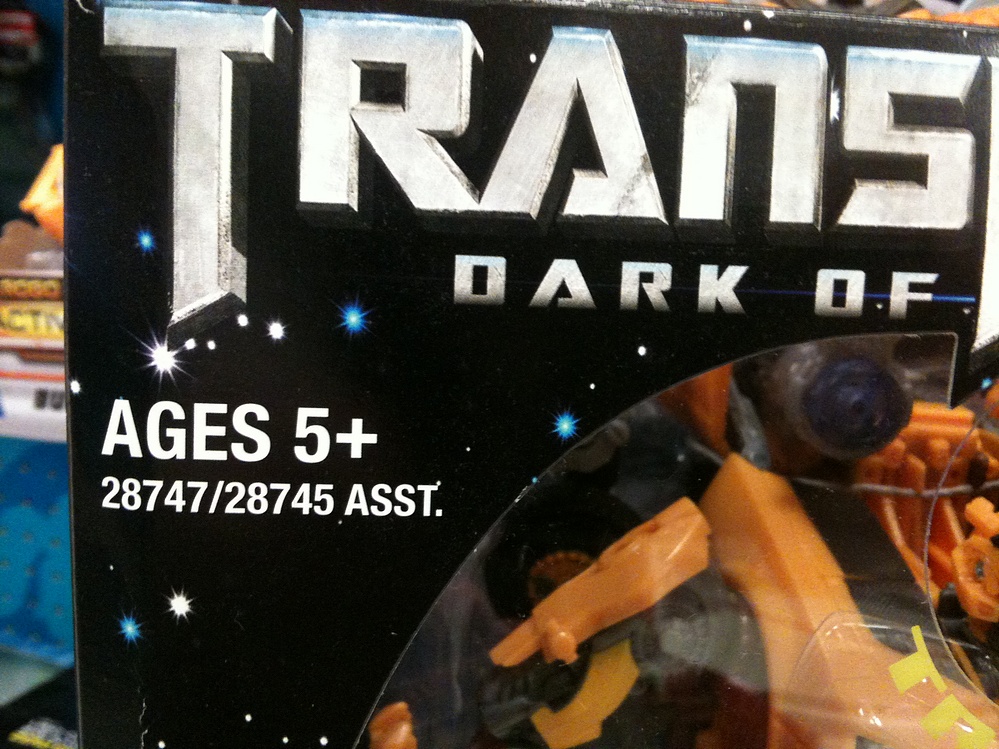 TRANS
DARK OF
AGES 5+
28747/28745 ASST.